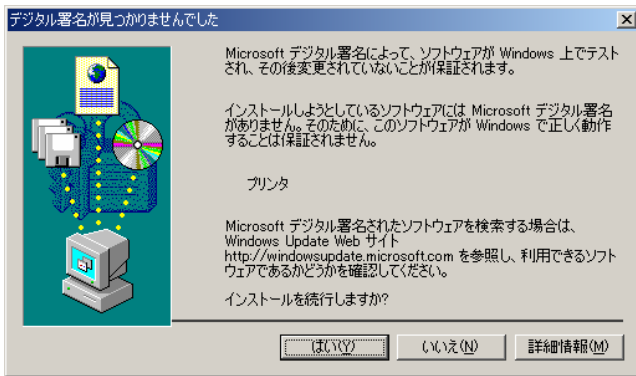 デジタル署名が見つかりませんでした
Microsoft デジタル署名によって、ソフトウェアが Windows 上でテスト
され、その後変更されていないことが保証されます。
インストールしようとしているソフトウェアには Microsoft デジタル署名
がありません。そのために、このソフトウェアが Windows で正しく動作
することは保証されません。
プリンタ
Microsoft デジタル署名されたソフトウェアを検索する場合は、
Windows Update Web サイト
http://windowsupdate.microsoft.com を参照し、利用できるソフト
ウェアであるかどうかを確認してください。
インストールを続行しますか?
はい(Y) いいえ(N) 詳細情報(M)